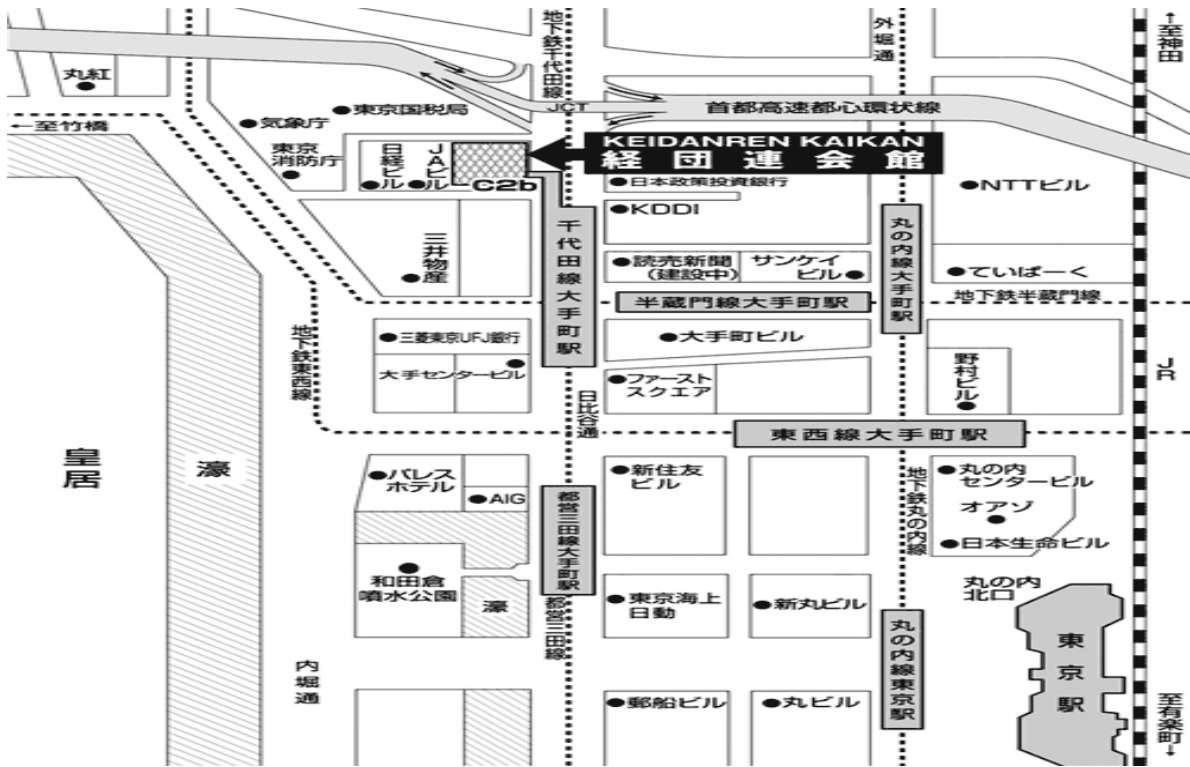 地下鉄千代田線
外堀通
↑至神田
丸紅
東京国税局
気象庁
JCT
首都高速都心環状線
←至竹橋
東京
消防庁
日経ビル
JAビル
C2b
KEIDANREN KAIKAN
経団連会館
日本政策投資銀行
NTTビル
KDDI
千代田線大手町駅
丸の内線大手町駅
三井物産
読売新聞
(建設中)
サンケイ
ビル
ていぱーく
半蔵門線大手町駅
地下鉄半蔵門線
地下鉄東西線
三菱東京UFJ銀行
大手町ビル
大手センタービル
ファースト
スクエア
野村ビル
JR
日比谷通
東西線大手町駅
皇居
濠
パレス
ホテル
AIG
都営三田線大手町駅
新住友
ビル
地下鉄丸の内線
丸の内
センタービル
オアゾ
日本生命ビル
和田倉
噴水公園
濠
都営三田線
東京海上
日動
新丸ビル
丸の内
北口
丸の内線東京駅
東京駅
内堀通
郵船ビル
丸ビル
至有楽町↓